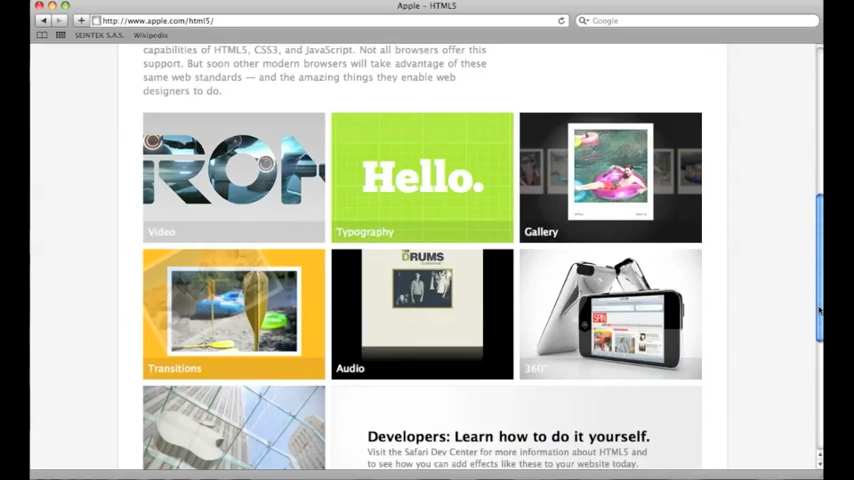 Apple – HTML5
http://www.apple.com/html5/
Google
SEINTEK S.A.S. Wikipedia
capabilities of HTML5, CSS3, and JavaScript. Not all browsers offer this
support. But soon other modern browsers will take advantage of these
same web standards — and the amazing things they enable web
designers to do.
RON
Video
Hello.
Typography
Gallery
Transitions
THE
DRUMS
Audio
SPIN
360°
Developers: Learn how to do it yourself.
Visit the Safari Dev Center for more information about HTML5 and
to see how you can add effects like these to your website today.